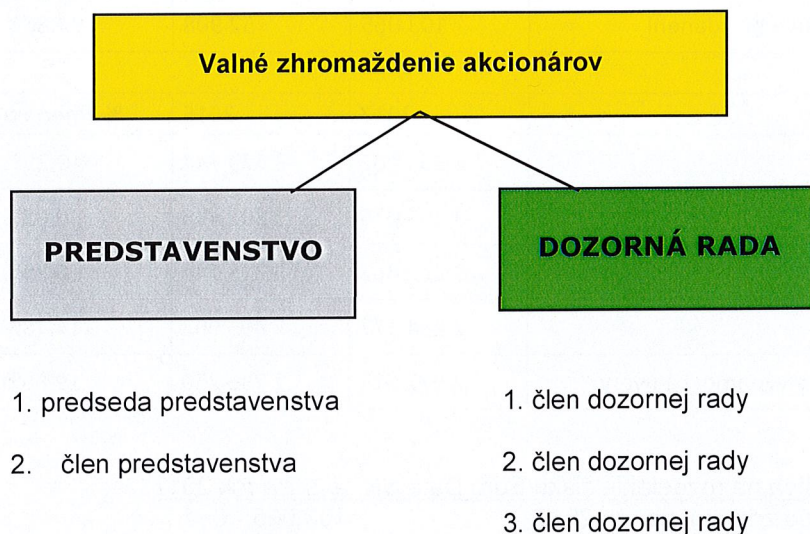 Valné zhromaždenie akcionárov
PREDSTAVENSTVO
1. predseda predstavenstva
2. člen predstavenstva
DOZORNÁ RADA
1. člen dozornej rady
2. člen dozornej rady
3. člen dozornej rady